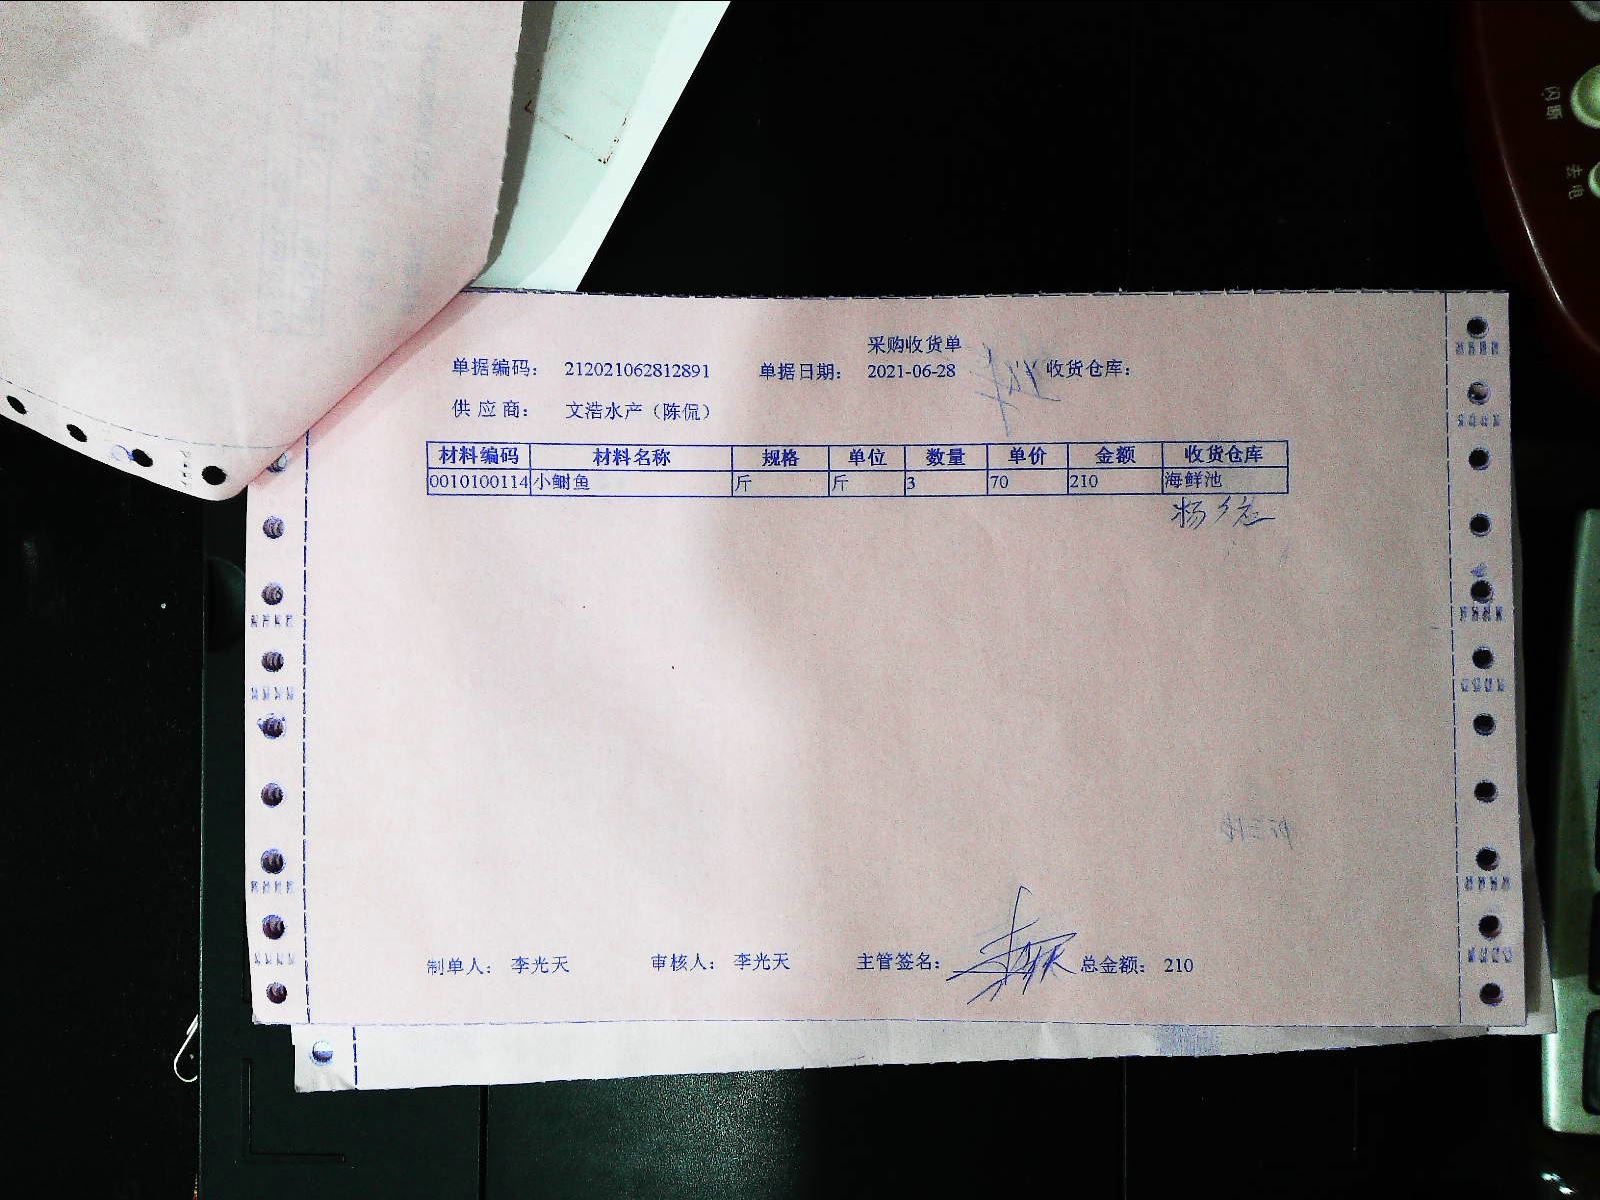 采购收货单
单据编码： 212021062812891 单据日期： 2021-06-28 收货仓库：
供应商： 文浩水产（陈侃）
材料编码 材料名称 规格 单位 数量 单价 金额 收货仓库
0010100114 小鲥鱼 斤 斤 3 70 210 海鲜池
制单人： 李光天 审核人： 李光天 主管签名： 总金额： 210
闪断
去电